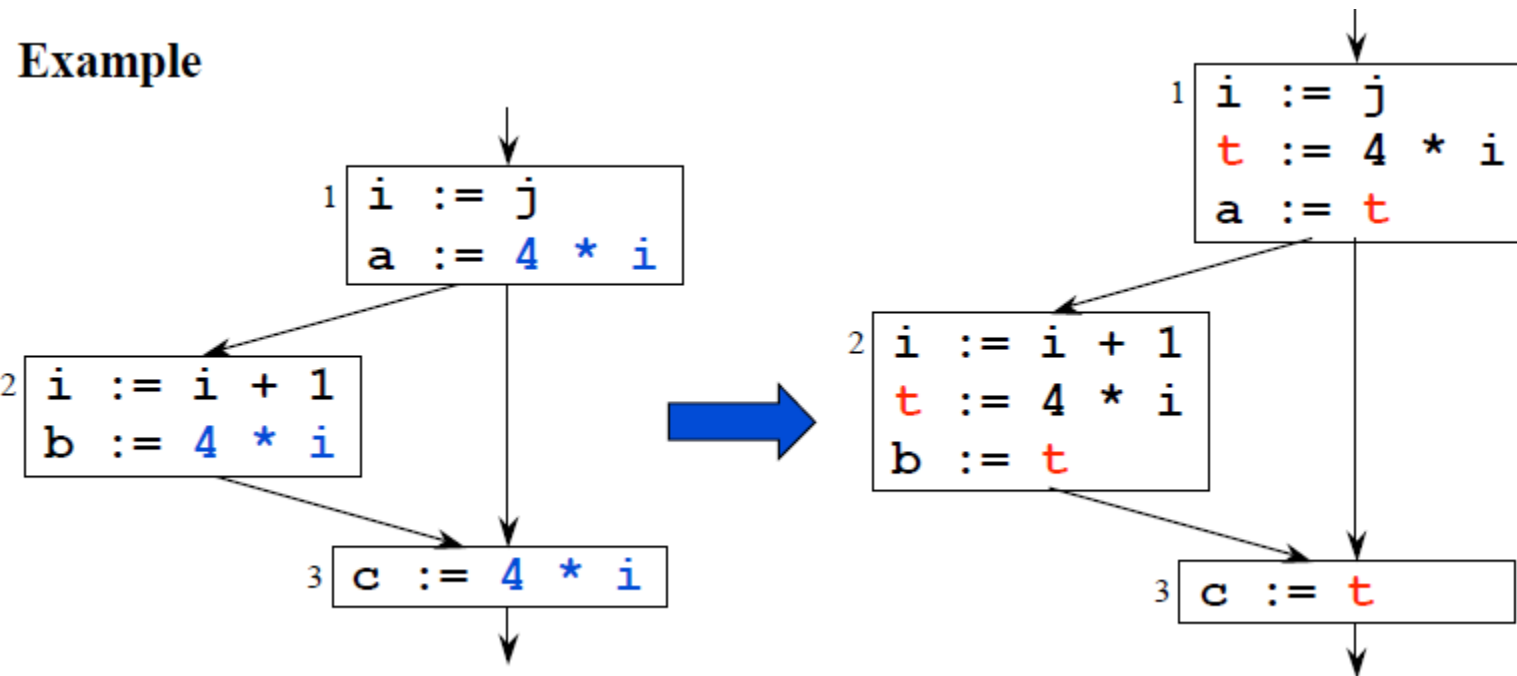 Example
1
i := j
a := 4 * i
2
i := i + 1
b := 4 * i
3
c := 4 * i
1
i := j
t := 4 * i
a := t
2
i := i + 1
t := 4 * i
b := t
3
c := t